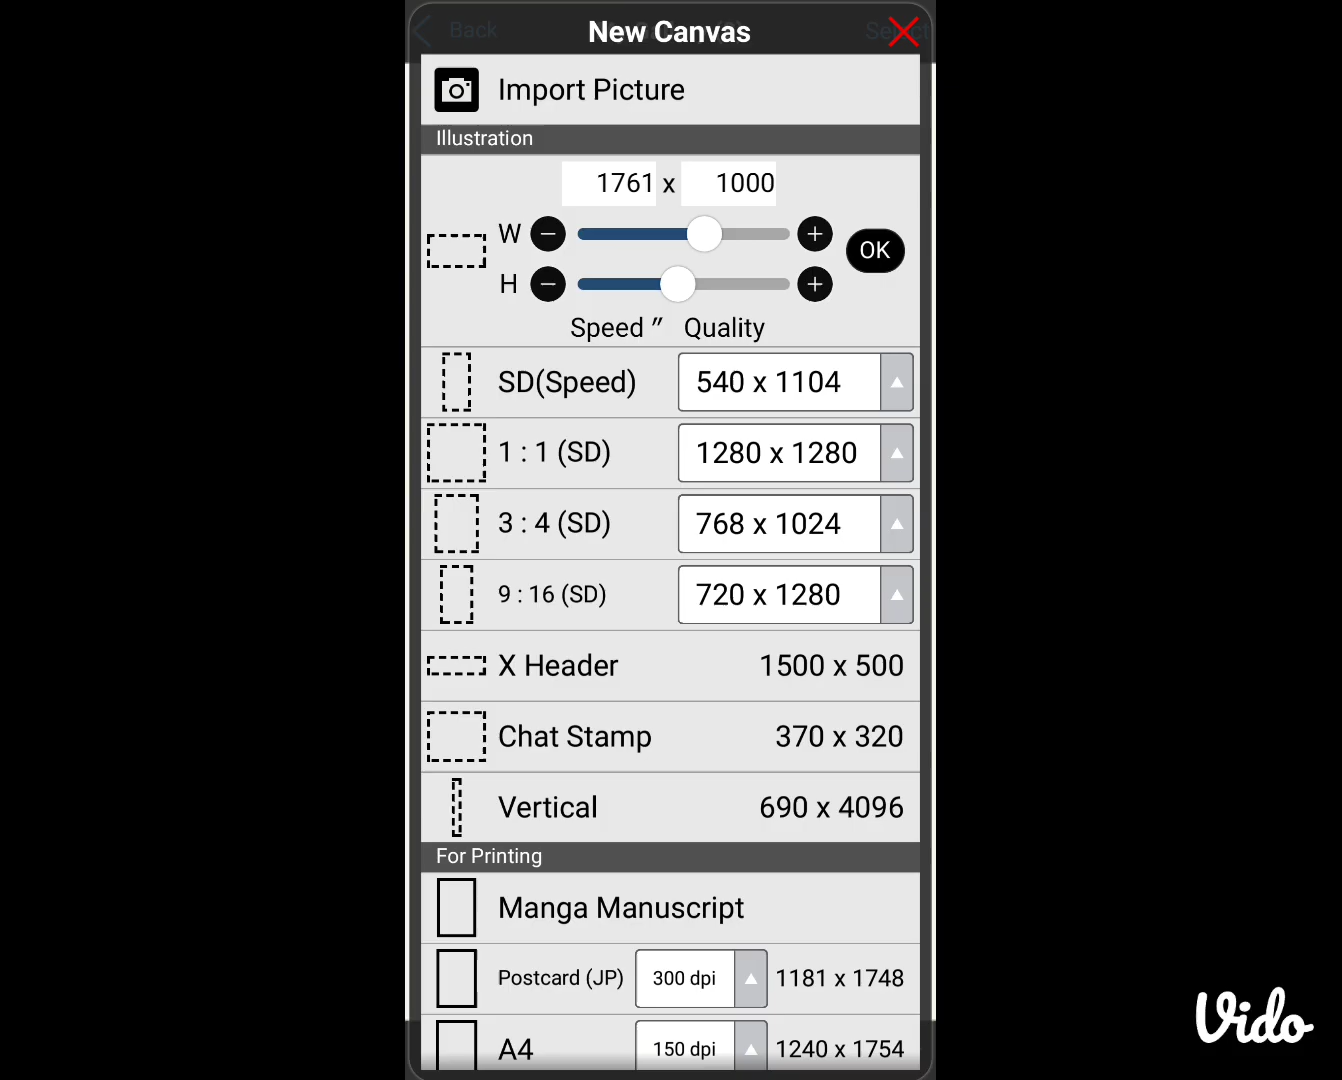 Back
New Canvas
Import Picture
Illustration
1761 x 1000
W
OK
H
Speed ″ Quality
SD(Speed) 540 x 1104
1 : 1 (SD) 1280 x 1280
3 : 4 (SD) 768 x 1024
9 : 16 (SD) 720 x 1280
X Header 1500 x 500
Chat Stamp 370 x 320
Vertical 690 x 4096
For Printing
Manga Manuscript
Postcard (JP) 300 dpi 1181 x 1748
A4 150 dpi 1240 x 1754
Vido